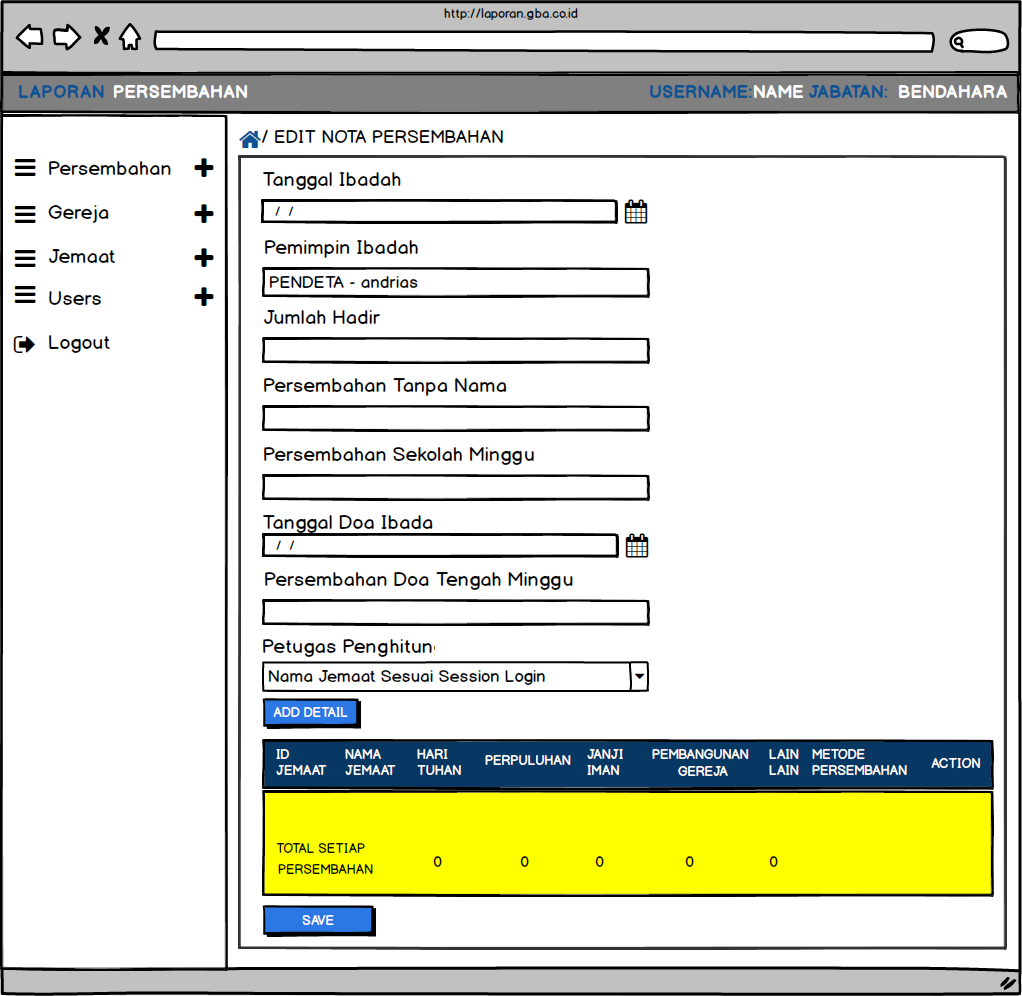 http://laporan.gba.co.id
LAPORAN PERSEMBAHAN
USERNAME:NAME JABATAN: BENDAHARA
/ EDIT NOTA PERSEMBAHAN
Persembahan
Gereja
Jemaat
Users
Logout
Tanggal Ibadah
/ /
Pemimpin Ibadah
PENDETA - andrias
Jumlah Hadir
Persembahan Tanpa Nama
Persembahan Sekolah Minggu
Tanggal Doa Ibada
/ /
Persembahan Doa Tengah Minggu
Petugas Penghitun
Nama Jemaat Sesuai Session Login
ADD DETAIL
ID JEMAAT
NAMA JEMAAT
HARI TUHAN
PERPULUHAN
JANJI IMAN
PEMBANGUNAN GEREJA
LAIN LAIN
METODE PERSEMBAHAN
ACTION
TOTAL SETIAP
PERSEMBAHAN
0 0 0 0 0
SAVE